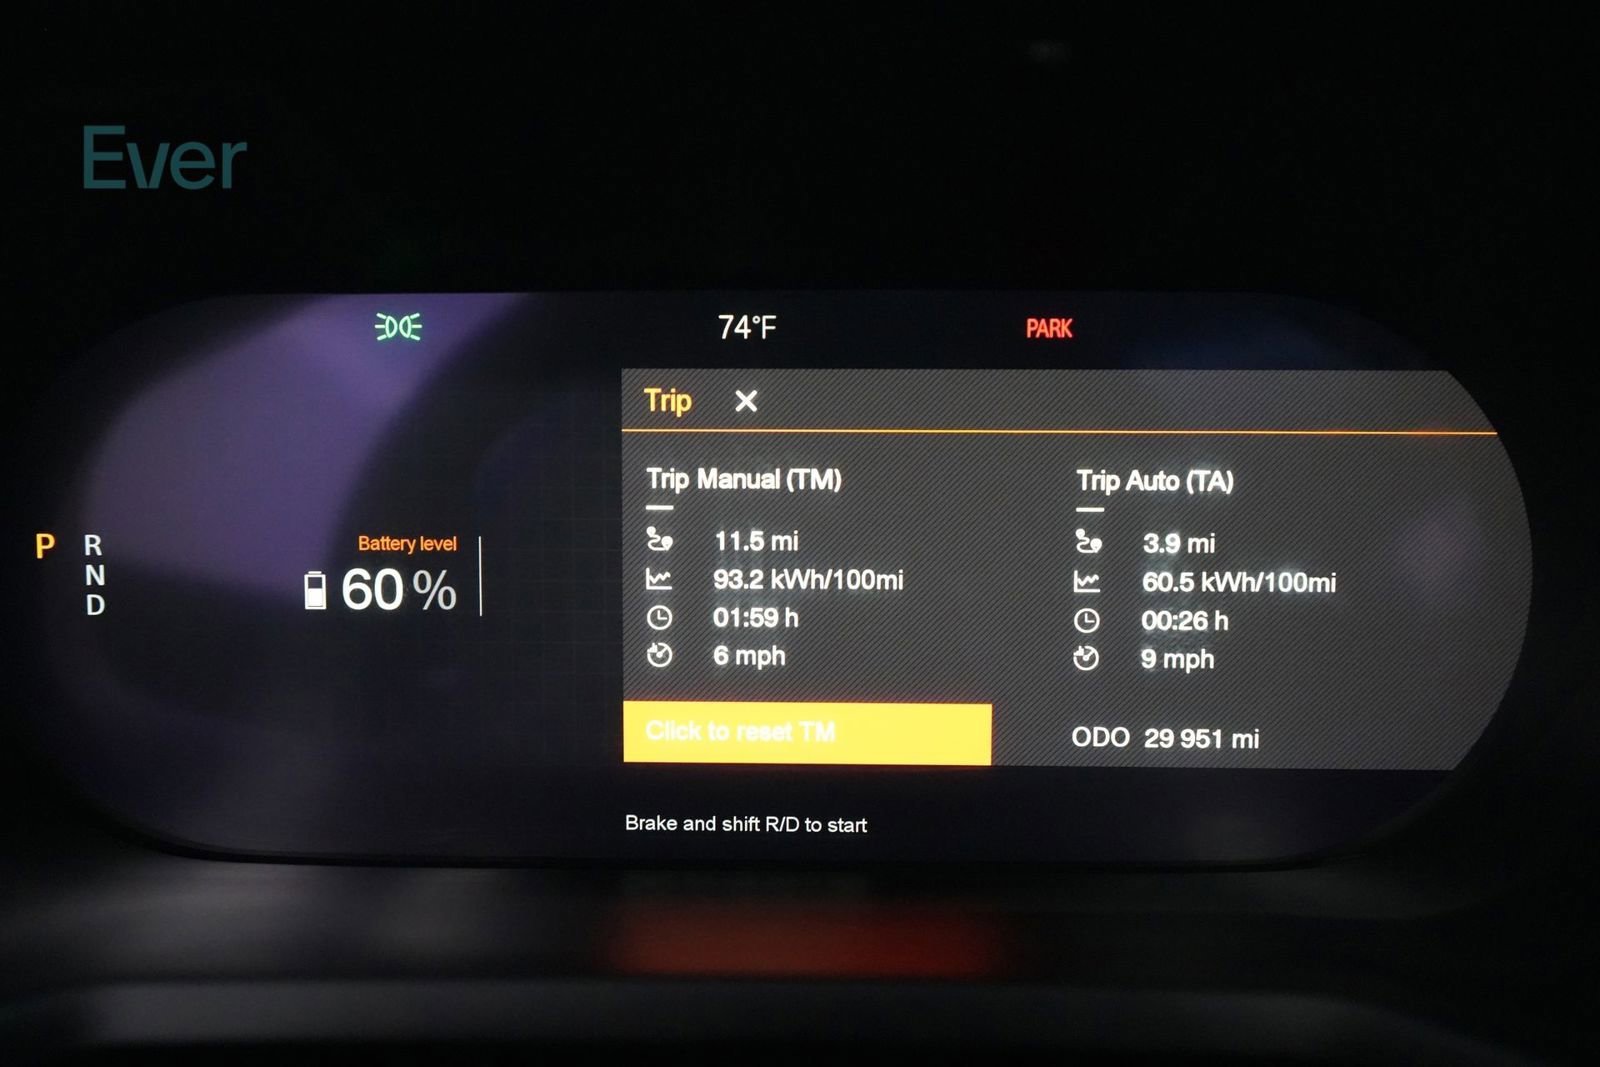 Ever
74°F
PARK
Trip
Trip Manual (TM)
11.5 mi
93.2 kWh/100mi
01:59 h
6 mph
Click to reset TM
Trip Auto (TA)
3.9 mi
60.5 kWh/100mi
00:26 h
9 mph
ODO 29 951 mi
P R
N
D
Battery level
60%
Brake and shift R/D to start